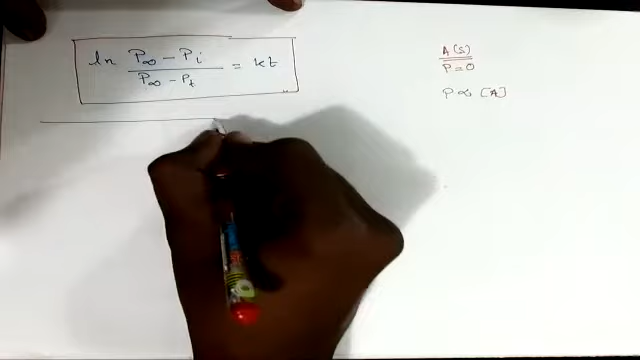 ln P∞ - Pi / P∞ - Pt = kt
A(s)
P = 0
P ∝ [A]